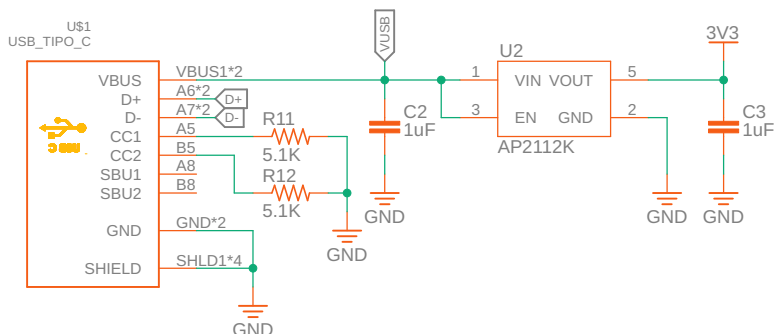 U$1
USB_TIPO_C
VBUS
D+
D-
CC1
CC2
SBU1
SBU2
GND
SHIELD
VBUS1*2
A6*2
A7*2
A5
B5
A8
B8
GND*2
SHLD1*4
D+
D-
R11
5.1K
R12
5.1K
GND
GND
VUSB
C2
1uF
GND
U2
1
VIN
VOUT
5
3
EN
GND
2
AP2112K
GND
3V3
C3
1uF
GND